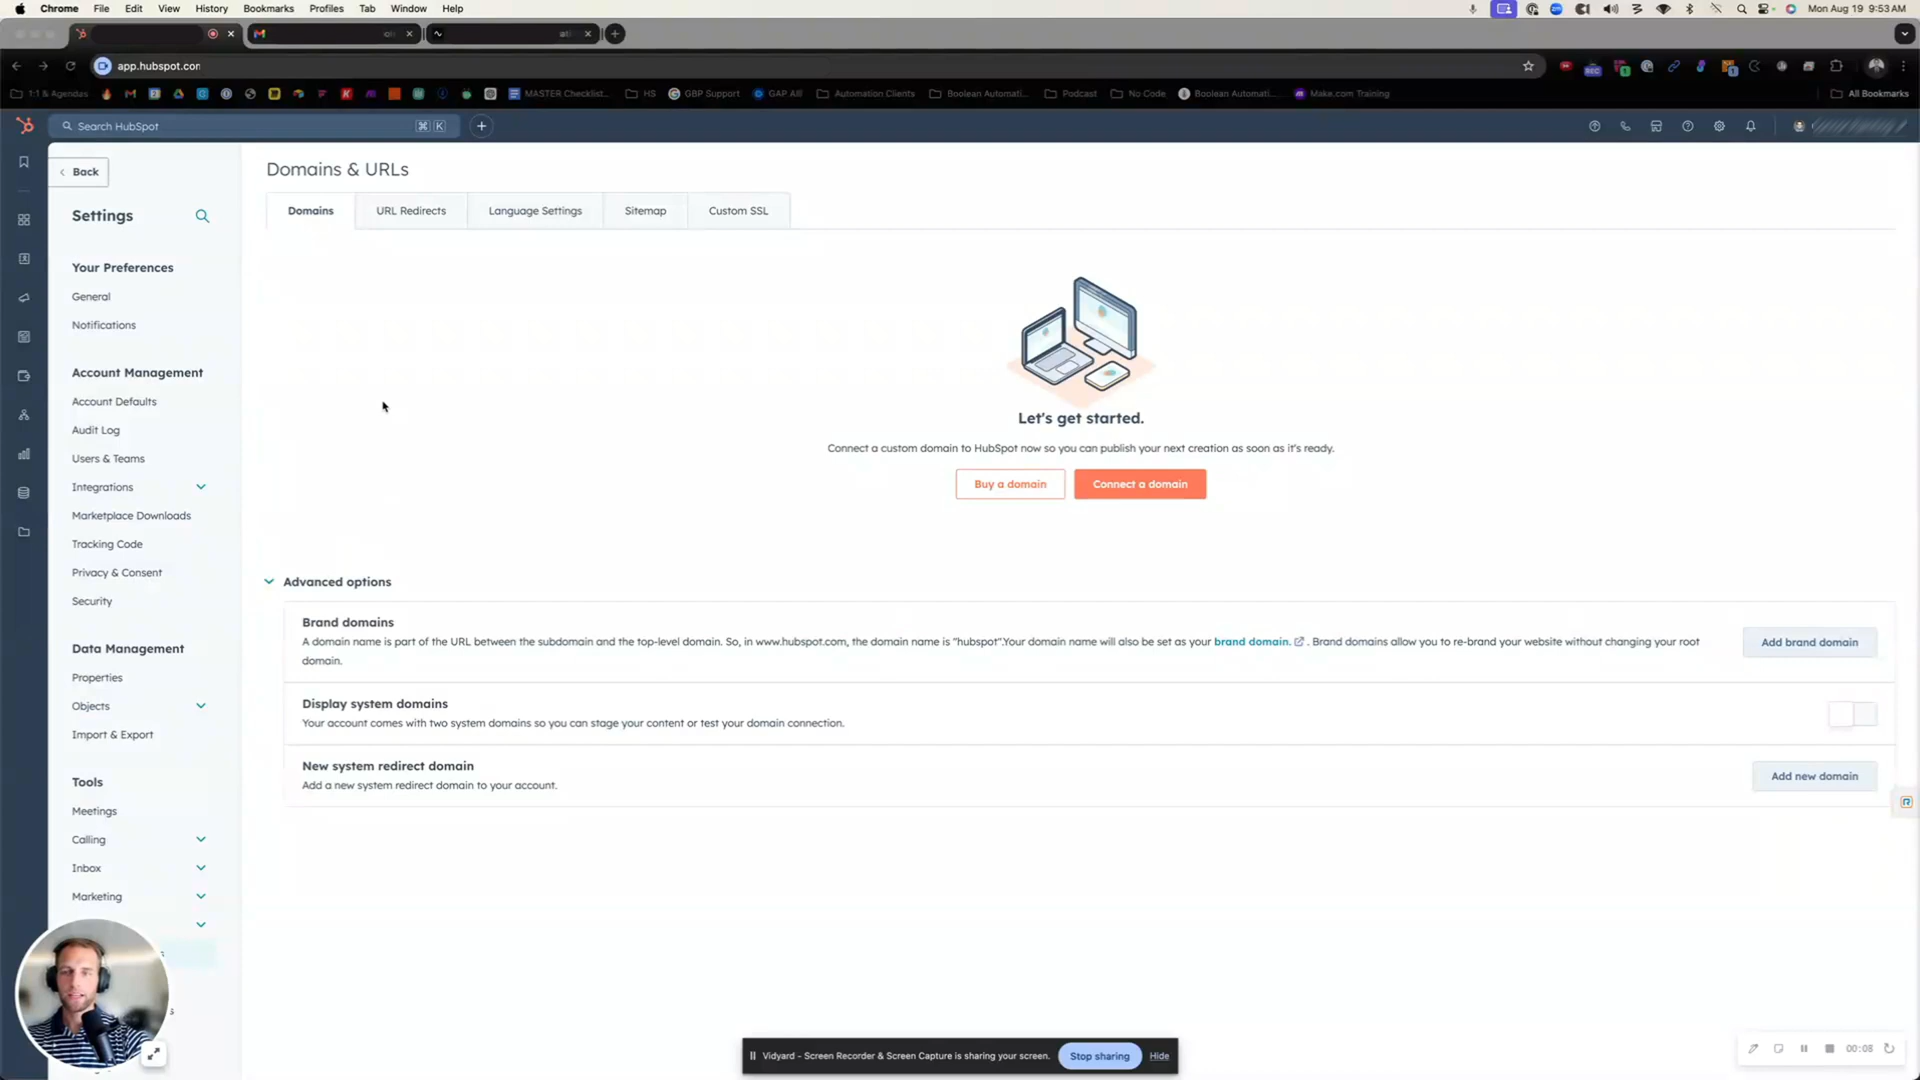 Chrome File Edit View History Bookmarks Profiles Tab Window Help
Mon Aug 19 9:53AM
app.hubspot.com
1:1 & Agendas
MASTER Checklist...
HS
GBP Support
GAP All!
Automation Clients
Boolean Automati...
Podcast
No Code
Boolean Automati...
Make.com Training
All Bookmarks
Search HubSpot
⌘ K
Back
Settings
Your Preferences
General
Notifications
Account Management
Account Defaults
Audit Log
Users & Teams
Integrations
Marketplace Downloads
Tracking Code
Privacy & Consent
Security
Data Management
Properties
Objects
Import & Export
Tools
Meetings
Calling
Inbox
Marketing
Domains & URLs
Domains
URL Redirects
Language Settings
Sitemap
Custom SSL
Let's get started.
Connect a custom domain to HubSpot now so you can publish your next creation as soon as it's ready.
Buy a domain
Connect a domain
Advanced options
Brand domains
A domain name is part of the URL between the subdomain and the top-level domain. So, in www.hubspot.com, the domain name is "hubspot".Your domain name will also be set as your brand domain. . Brand domains allow you to re-brand your website without changing your root
domain.
Add brand domain
Display system domains
Your account comes with two system domains so you can stage your content or test your domain connection.
New system redirect domain
Add a new system redirect domain to your account.
Add new domain
Vidyard - Screen Recorder & Screen Capture is sharing your screen.
Stop sharing
Hide
00:08